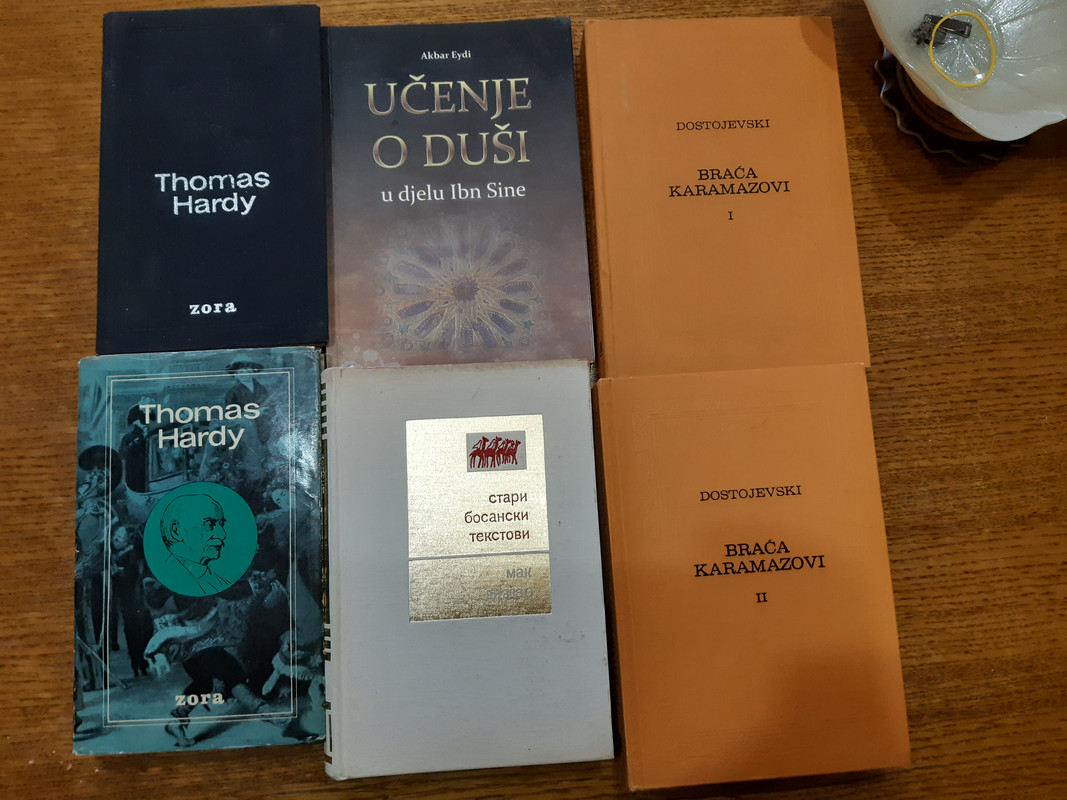 Thomas
Hardy
zora
Akbar Eydi
UČENJE
O DUŠI
u djelu Ibn Sine
DOSTOJEVSKI
BRAĆA
KARAMAZOVI
I
Thomas
Hardy
zora
стари
босански
текстови
мак
диздар
DOSTOJEVSKI
BRAĆA
KARAMAZOVI
II